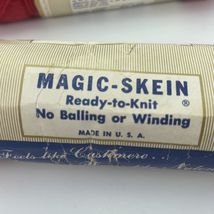 MAGIC-SKEIN ®
Ready-to-Knit
No Balling or Winding
MADE IN U. S. A.
Feels like Cashmere...